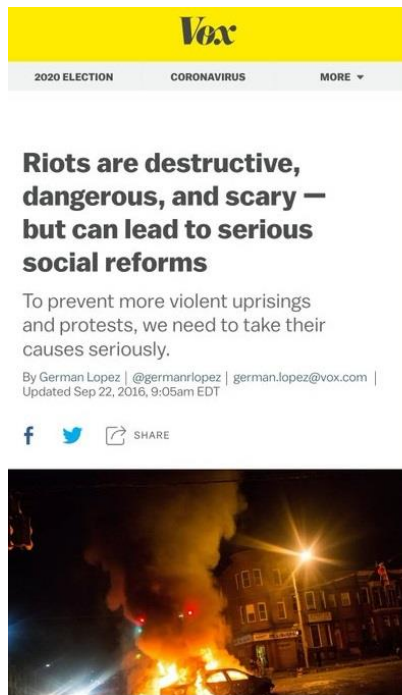 Vox
2020 ELECTION CORONAVIRUS MORE
Riots are destructive,
dangerous, and scary —
but can lead to serious
social reforms
To prevent more violent uprisings
and protests, we need to take their
causes seriously.
By German Lopez | @germanrlopez | german.lopez@vox.com |
Updated Sep 22, 2016, 9:05am EDT
f SHARE